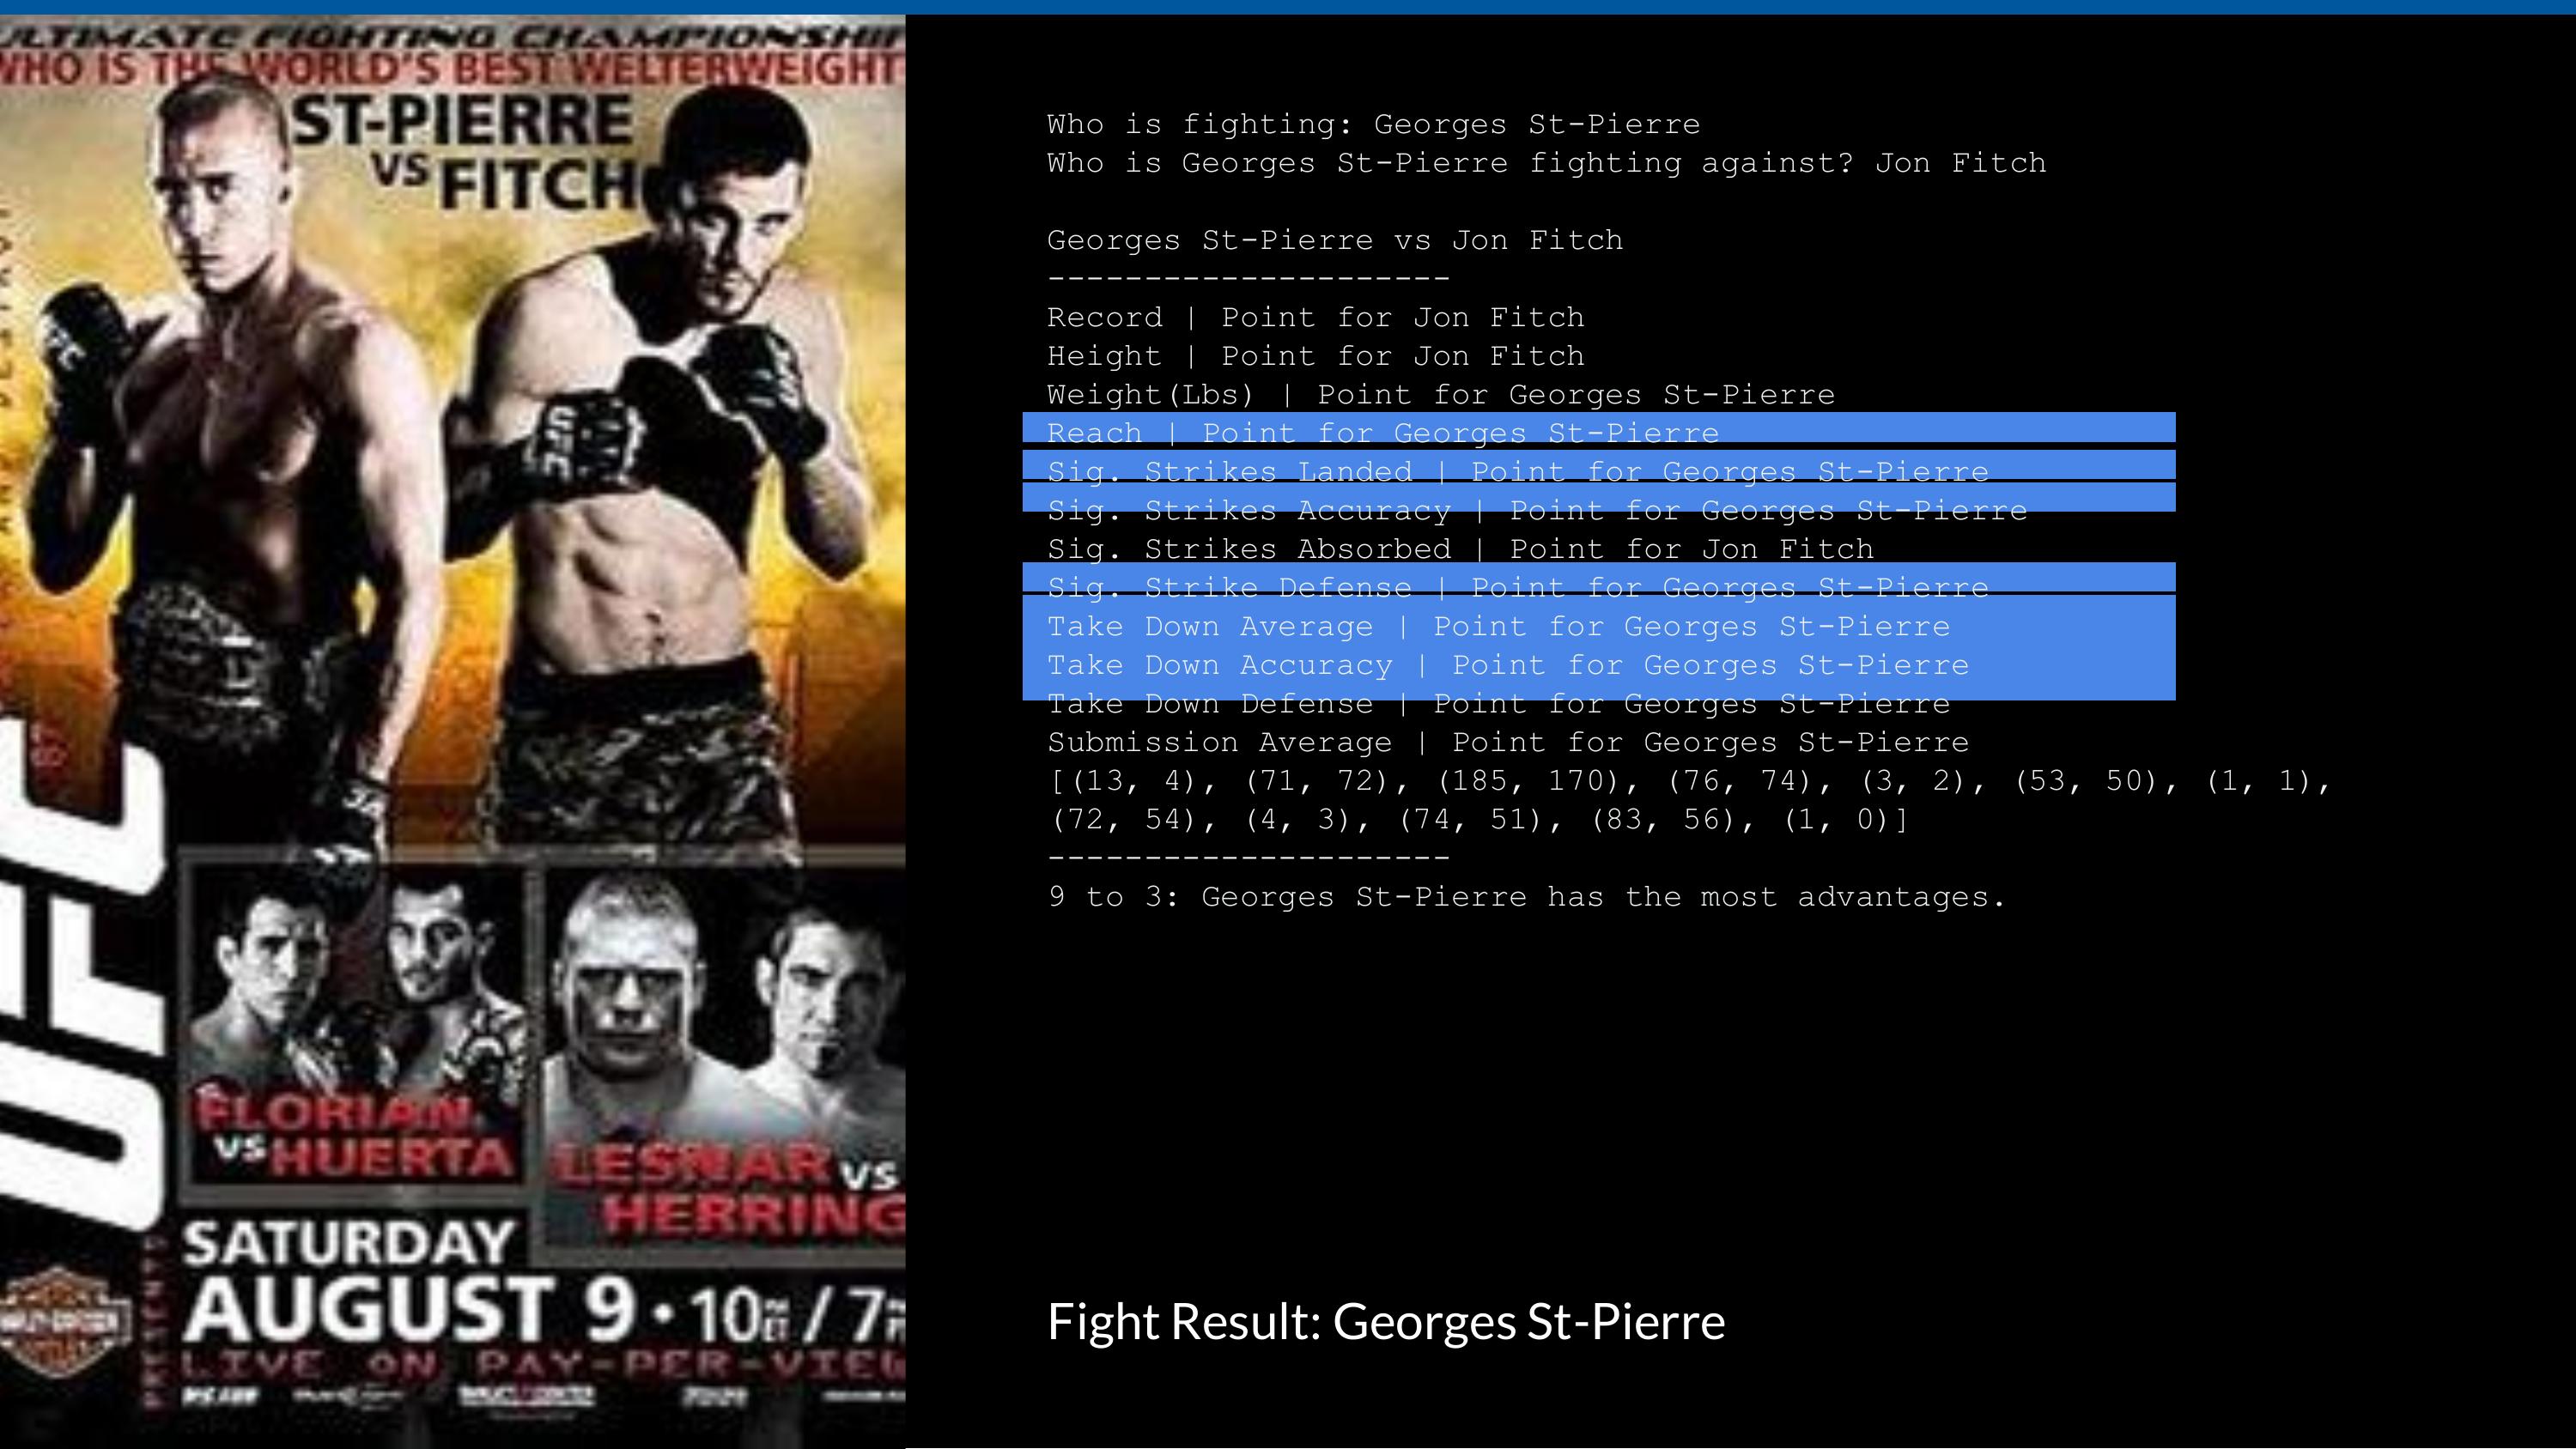 ULTIMATE FIGHTING CHAMPIONSHIP
WHO IS THE WORLD'S BEST WELTERWEIGHT
ST-PIERRE
VS FITCH
UFC
FLORIAN
VS HUERTA
LESNAR VS
HERRING
SATURDAY
AUGUST 9 · 10PM ET / 7P
LIVE ON PAY-PER-VIEW
PRESENTED
Who is fighting: Georges St-Pierre
Who is Georges St-Pierre fighting against? Jon Fitch
Georges St-Pierre vs Jon Fitch
---------------------
Record | Point for Jon Fitch
Height | Point for Jon Fitch
Weight(Lbs) | Point for Georges St-Pierre
Reach | Point for Georges St-Pierre
Sig. Strikes Landed | Point for Georges St-Pierre
Sig. Strikes Accuracy | Point for Georges St-Pierre
Sig. Strikes Absorbed | Point for Jon Fitch
Sig. Strike Defense | Point for Georges St-Pierre
Take Down Average | Point for Georges St-Pierre
Take Down Accuracy | Point for Georges St-Pierre
Take Down Defense | Point for Georges St-Pierre
Submission Average | Point for Georges St-Pierre
[(13, 4), (71, 72), (185, 170), (76, 74), (3, 2), (53, 50), (1, 1),
(72, 54), (4, 3), (74, 51), (83, 56), (1, 0)]
---------------------
9 to 3: Georges St-Pierre has the most advantages.
Fight Result: Georges St-Pierre